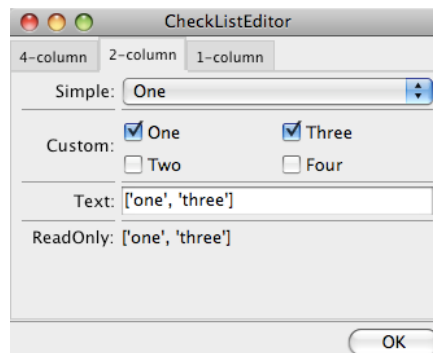 CheckListEditor
4-column 2-column 1-column
Simple: One
Custom: One Three
Two Four
Text: ['one', 'three']
ReadOnly: ['one', 'three']
OK